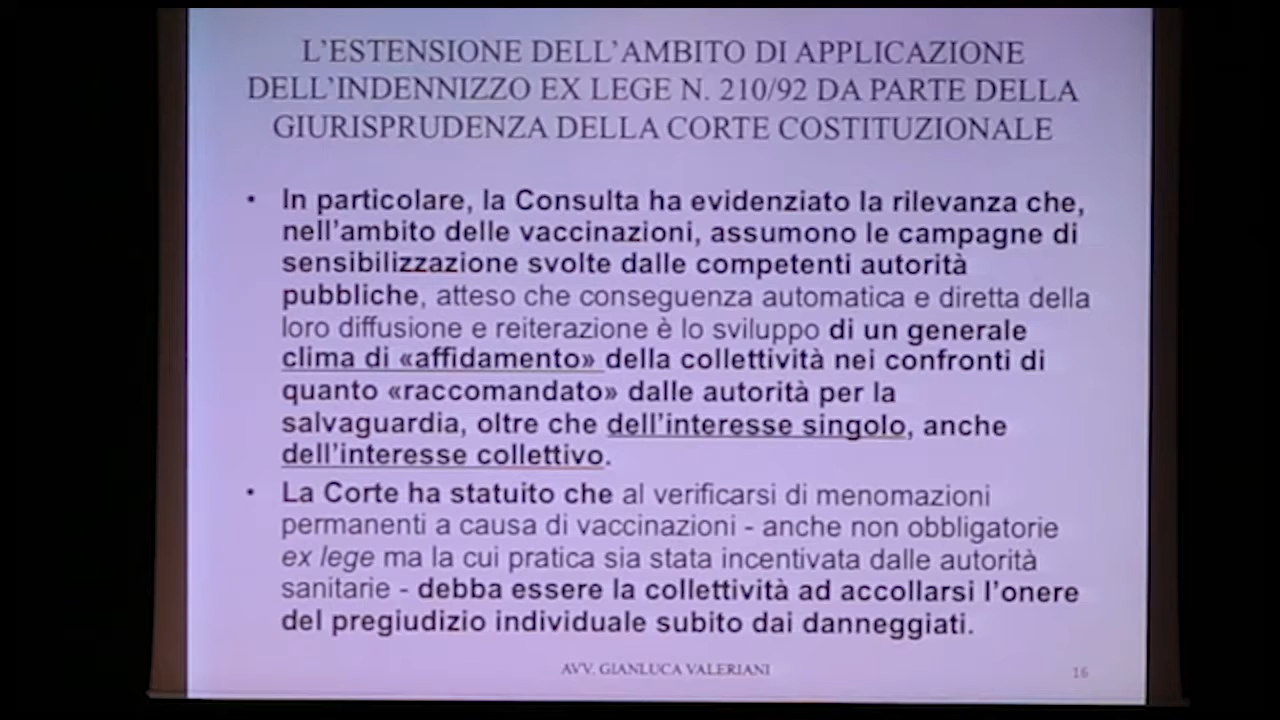 L'ESTENSIONE DELL'AMBITO DI APPLICAZIONE
DELL'INDENNIZZO EX LEGE N. 210/92 DA PARTE DELLA
GIURISPRUDENZA DELLA CORTE COSTITUZIONALE
• In particolare, la Consulta ha evidenziato la rilevanza che,
nell'ambito delle vaccinazioni, assumono le campagne di
sensibilizzazione svolte dalle competenti autorità
pubbliche, atteso che conseguenza automatica e diretta della
loro diffusione e reiterazione è lo sviluppo di un generale
clima di «affidamento» della collettività nei confronti di
quanto «raccomandato» dalle autorità per la
salvaguardia, oltre che dell'interesse singolo, anche
dell'interesse collettivo.
• La Corte ha statuito che al verificarsi di menomazioni
permanenti a causa di vaccinazioni - anche non obbligatorie
ex lege ma la cui pratica sia stata incentivata dalle autorità
sanitarie - debba essere la collettività ad accollarsi l'onere
del pregiudizio individuale subito dai danneggiati.
AVV. GIANLUCA VALERIANI
16